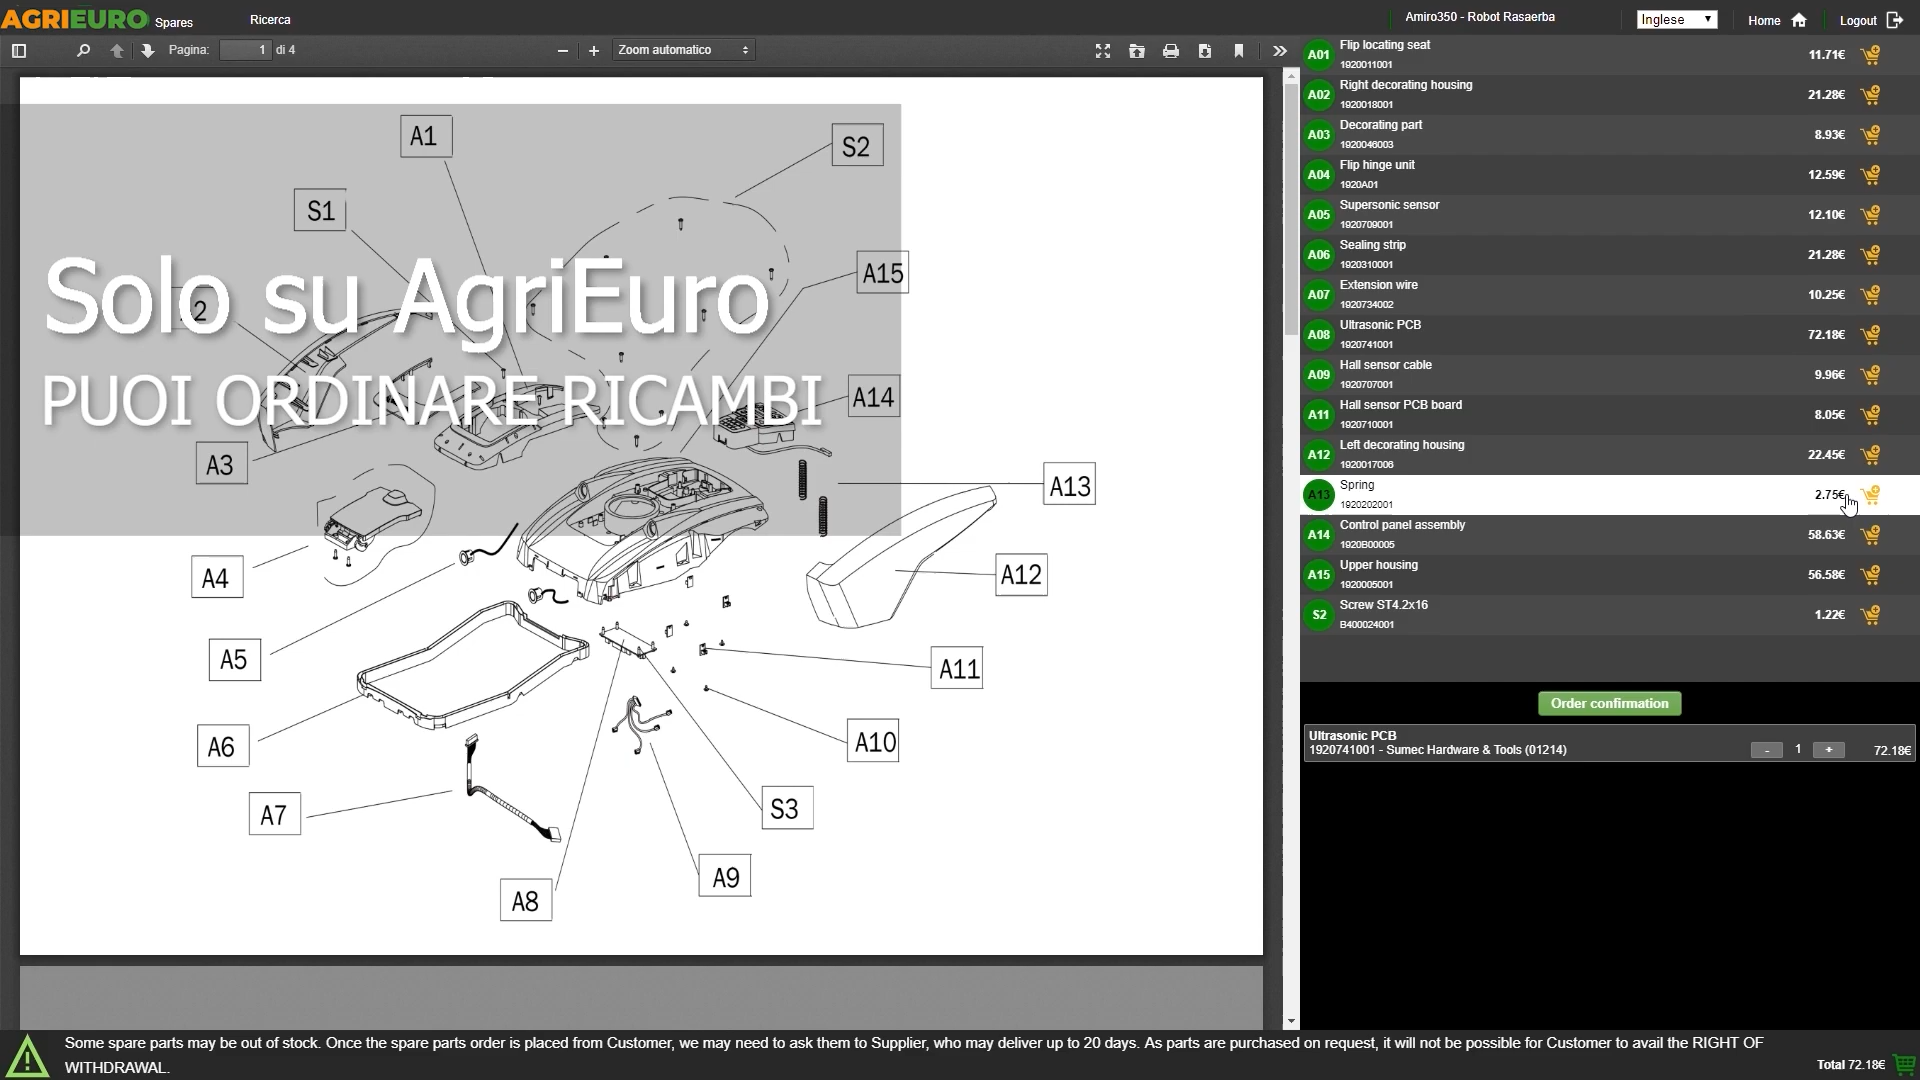 AGRIEURO Spares
Ricerca
Amiro350 - Robot Rasaerba
Inglese
Home
Logout
Pagina: 1 di 4
Zoom automatico
A1
S2
S1
A15
2
Solo su AgriEuro
PUOI ORDINARE RICAMBI
A14
A3
A13
A4
A12
A5
A11
A6
A10
A7
S3
A9
A8
A01 Flip locating seat 11.71€
1920011001
A02 Right decorating housing 21.28€
1920018001
A03 Decorating part 8.93€
1920046003
A04 Flip hinge unit 12.59€
1920A01
A05 Supersonic sensor 12.10€
1920709001
A06 Sealing strip 21.28€
1920310001
A07 Extension wire 10.25€
1920734002
A08 Ultrasonic PCB 72.18€
1920741001
A09 Hall sensor cable 9.96€
1920707001
A11 Hall sensor PCB board 8.05€
1920710001
A12 Left decorating housing 22.45€
1920017006
A13 Spring 2.75€
1920202001
A14 Control panel assembly 58.63€
1920B00005
A15 Upper housing 56.58€
1920005001
S2 Screw ST4.2x16 1.22€
B400024001
Order confirmation
Ultrasonic PCB
1920741001 - Sumec Hardware & Tools (01214) - 1 + 72.18€
Some spare parts may be out of stock. Once the spare parts order is placed from Customer, we may need to ask them to Supplier, who may deliver up to 20 days. As parts are purchased on request, it will not be possible for Customer to avail the RIGHT OF
WITHDRAWAL.
Total 72.18€